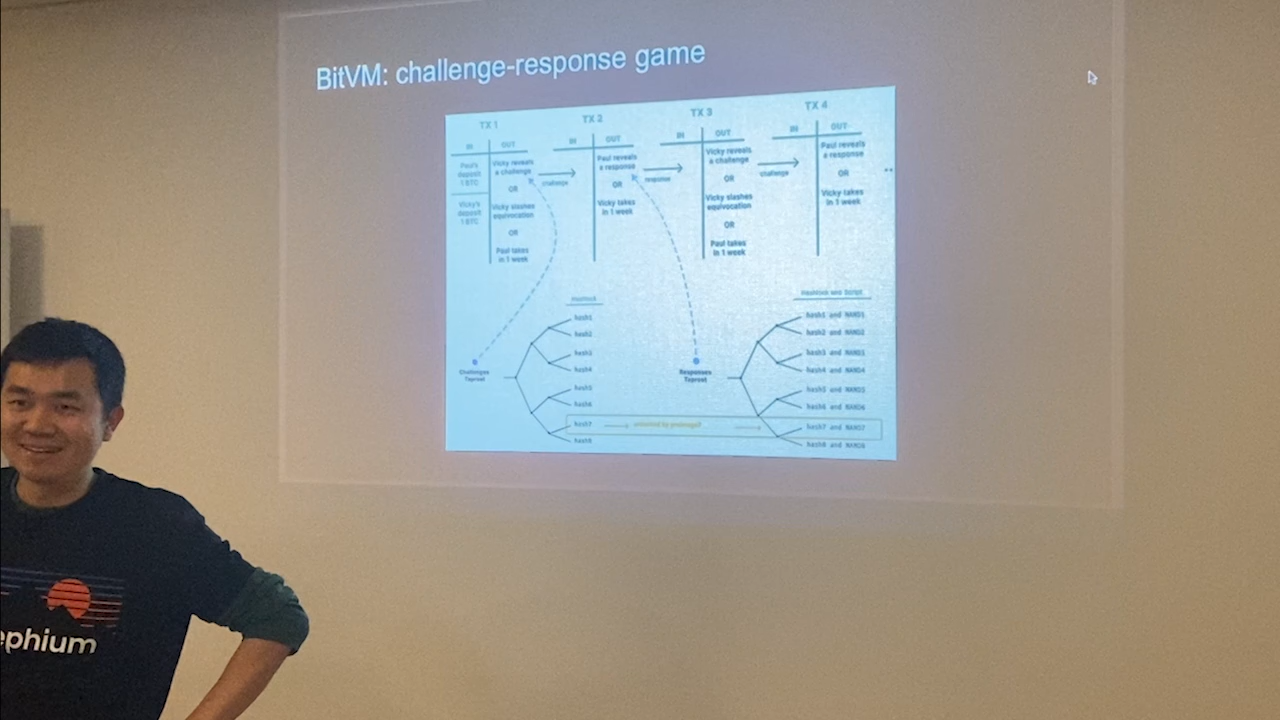 BitVM: challenge-response game
TX 1
TX 2
TX 3
TX 4
IN
OUT
Paul's
deposit
1 BTC
Vicky's
deposit
1 BTC
Vicky reveals
a challenge
OR
Vicky slashes
equivocation
OR
Paul takes
in 1 week
challenge
IN
OUT
Paul reveals
a response
OR
Vicky takes
in 1 week
response
IN
OUT
Vicky reveals
a challenge
OR
Vicky slashes
equivocation
OR
Paul takes
in 1 week
challenge
IN
OUT
Paul reveals
a response
OR
Vicky takes
in 1 week
..
Challenges
Taproot
Hashlock
hash1
hash2
hash3
hash4
hash5
hash6
hash7
hash8
unlocked by preimage7
Responses
Taproot
Hashlock and Script
hash1 and NAND1
hash2 and NAND2
hash3 and NAND3
hash4 and NAND4
hash5 and NAND5
hash6 and NAND6
hash7 and NAND7
hash8 and NAND8
ephium